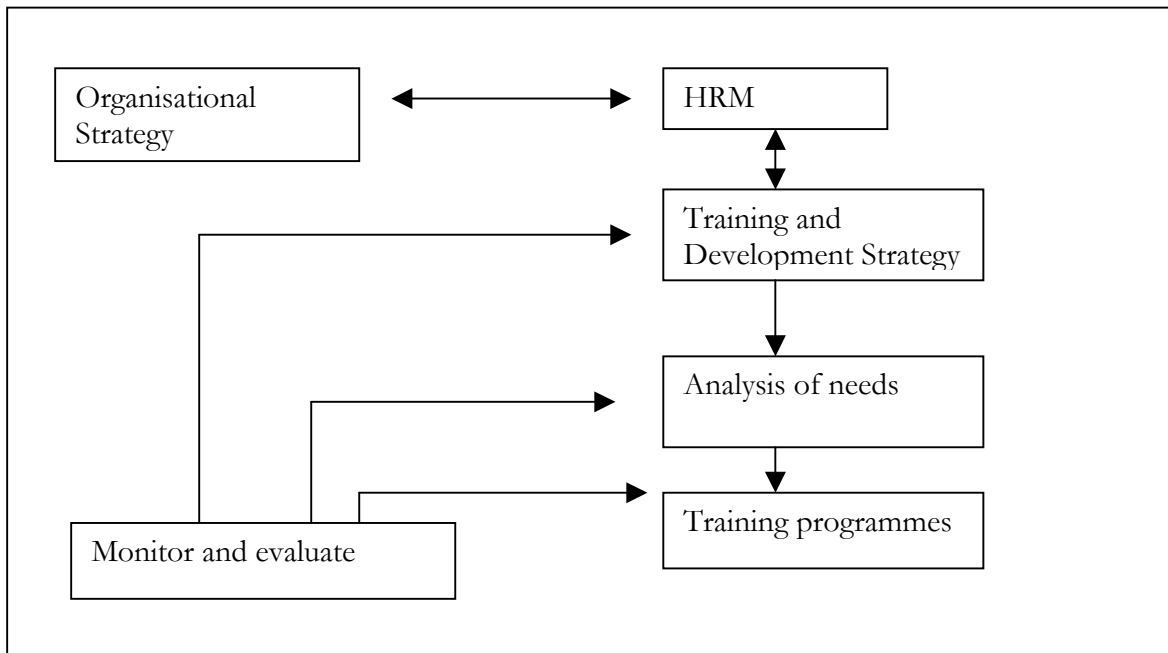 Organisational
Strategy
HRM
Training and
Development Strategy
Analysis of needs
Training programmes
Monitor and evaluate